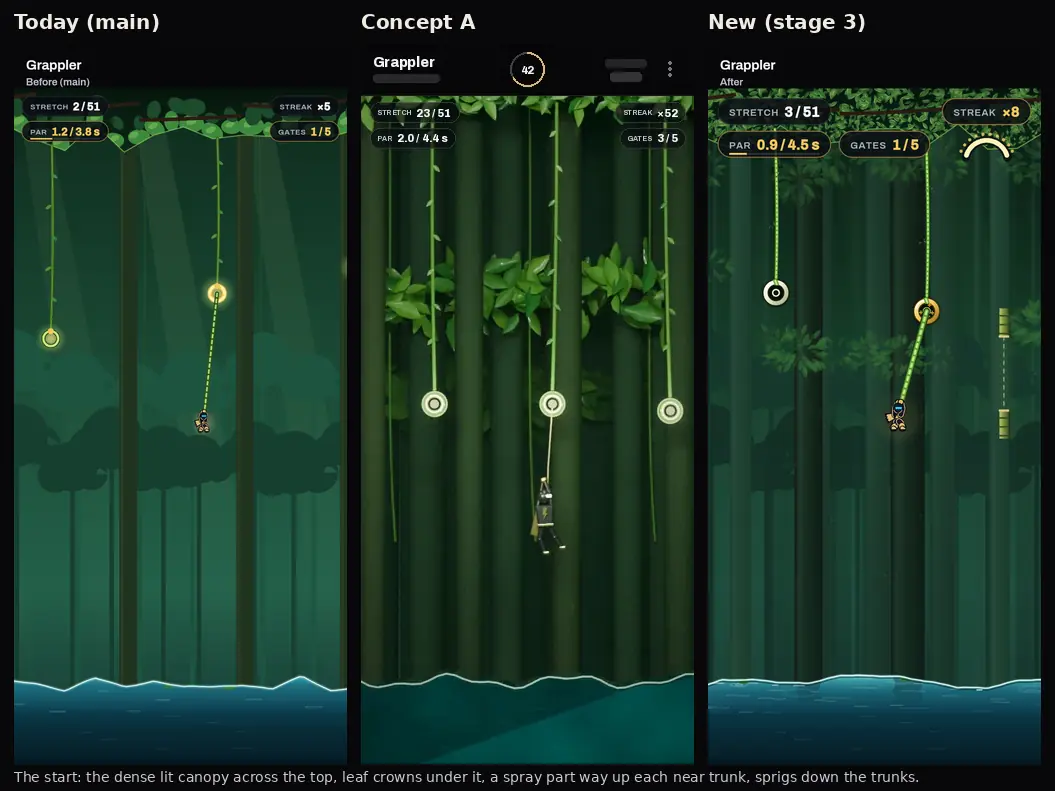 Today (main)
Concept A
New (stage 3)
Grappler
Before (main)
STRETCH 2/51
STREAK ×5
PAR 1.2/3.8 s
GATES 1/5
Grappler
42
STRETCH 23/51
STREAK ×52
PAR 2.0/4.4 s
GATES 3/5
Grappler
After
STRETCH 3/51
STREAK ×8
PAR 0.9/4.5 s
GATES 1/5
The start: the dense lit canopy across the top, leaf crowns under it, a spray part way up each near trunk, sprigs down the trunks.